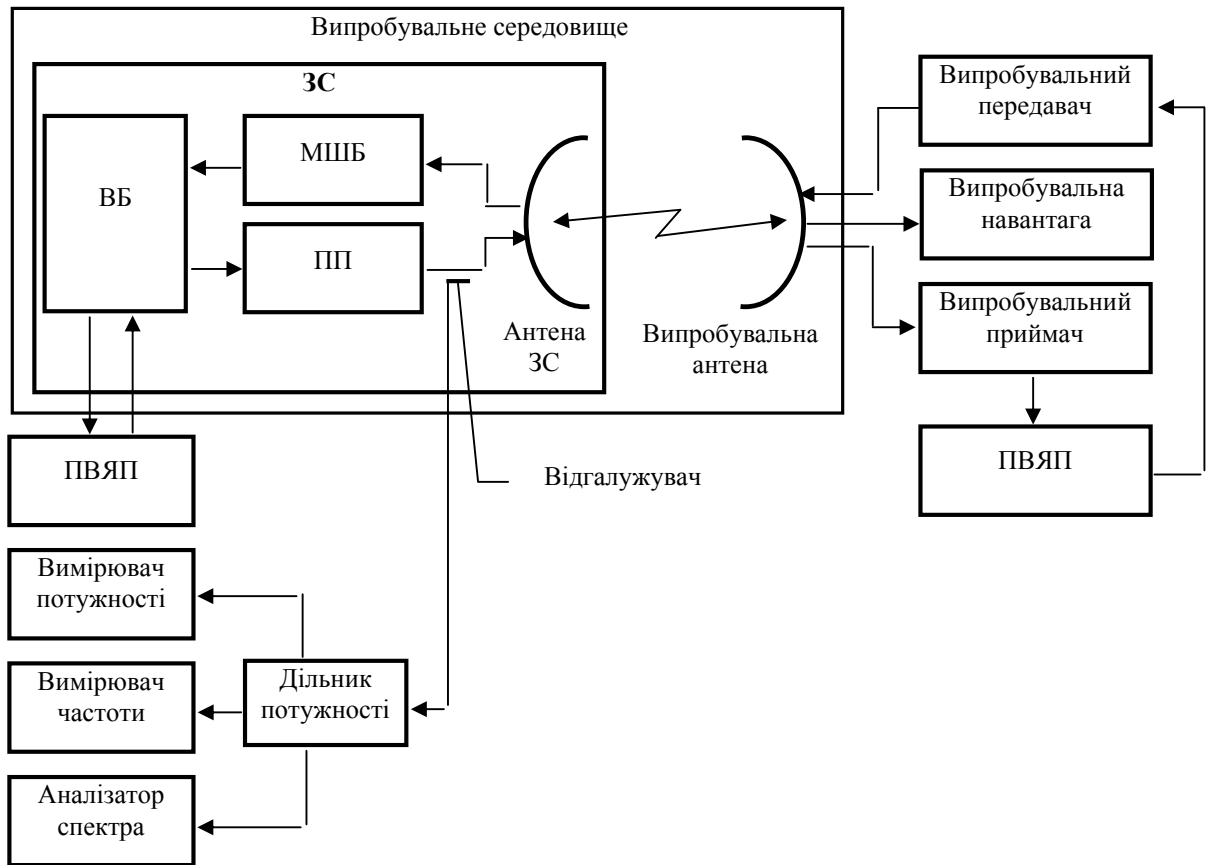 Випробувальне середовище
ЗС
ВБ
МШБ
ПП
Антена
ЗС
Випробувальна
антена
Випробувальний
передавач
Випробувальна
навантага
Випробувальний
приймач
ПВЯП
ПВЯП
Відгалужувач
Вимірювач
потужності
Вимірювач
частоти
Дільник
потужності
Аналізатор
спектра